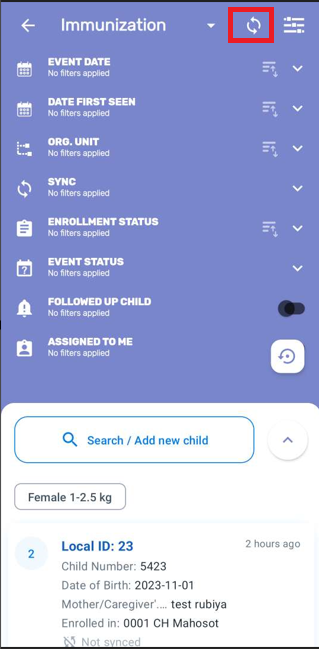 Immunization
EVENT DATE
No filters applied
DATE FIRST SEEN
No filters applied
ORG. UNIT
No filters applied
SYNC
No filters applied
ENROLLMENT STATUS
No filters applied
EVENT STATUS
No filters applied
FOLLOWED UP CHILD
No filters applied
ASSIGNED TO ME
No filters applied
Search / Add new child
Female 1-2.5 kg
2
Local ID: 23
2 hours ago
Child Number: 5423
Date of Birth: 2023-11-01
Mother/Caregiver'.... test rubiya
Enrolled in: 0001 CH Mahosot
Not synced